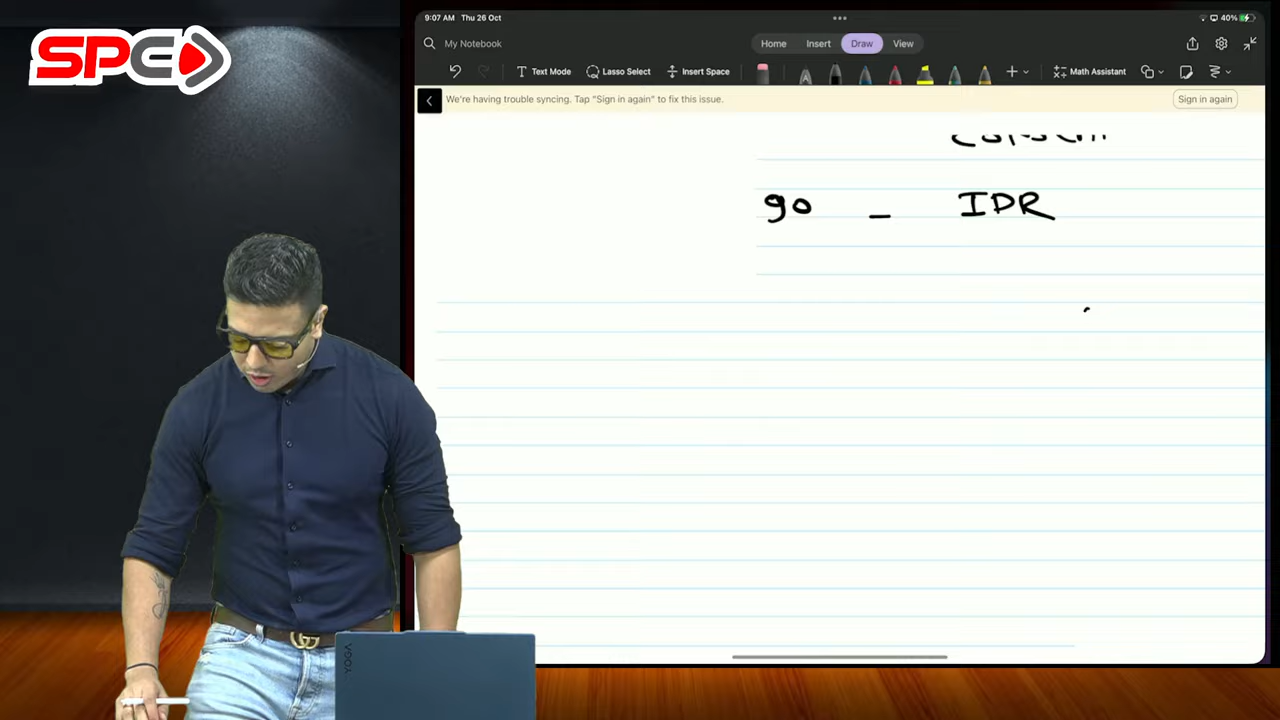 SPED
9:07 AM Thu 26 Oct
40%
My Notebook
Home Insert Draw View
Text Mode Lasso Select Insert Space Math Assistant
We're having trouble syncing. Tap "Sign in again" to fix this issue.
Sign in again
90 - IDR
YOGA